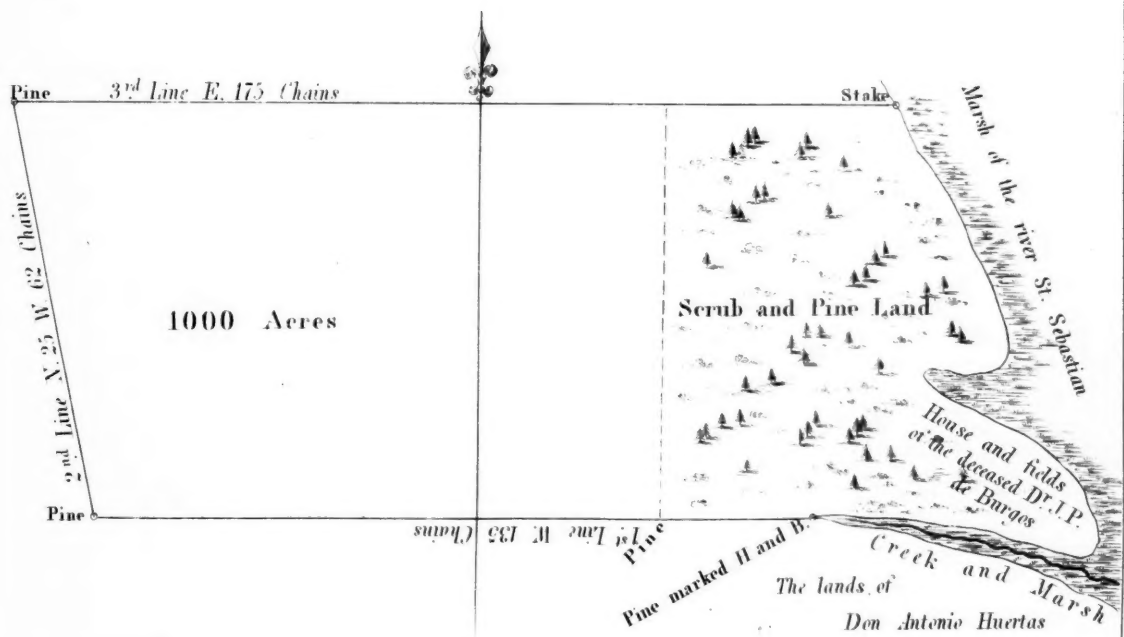 Pine
3rd Line E. 175 Chains
Stake
Marsh of the river St. Sebastian
2nd Line N. 25 W. 62 Chains
1000 Acres
Scrub and Pine Land
House and fields
of the deceased Dr. J. P.
de Burgos
Pine
1st Line W. 135 Chains
Pine
Pine marked H and B.
Creek and Marsh
The lands of
Don Antonio Huertas